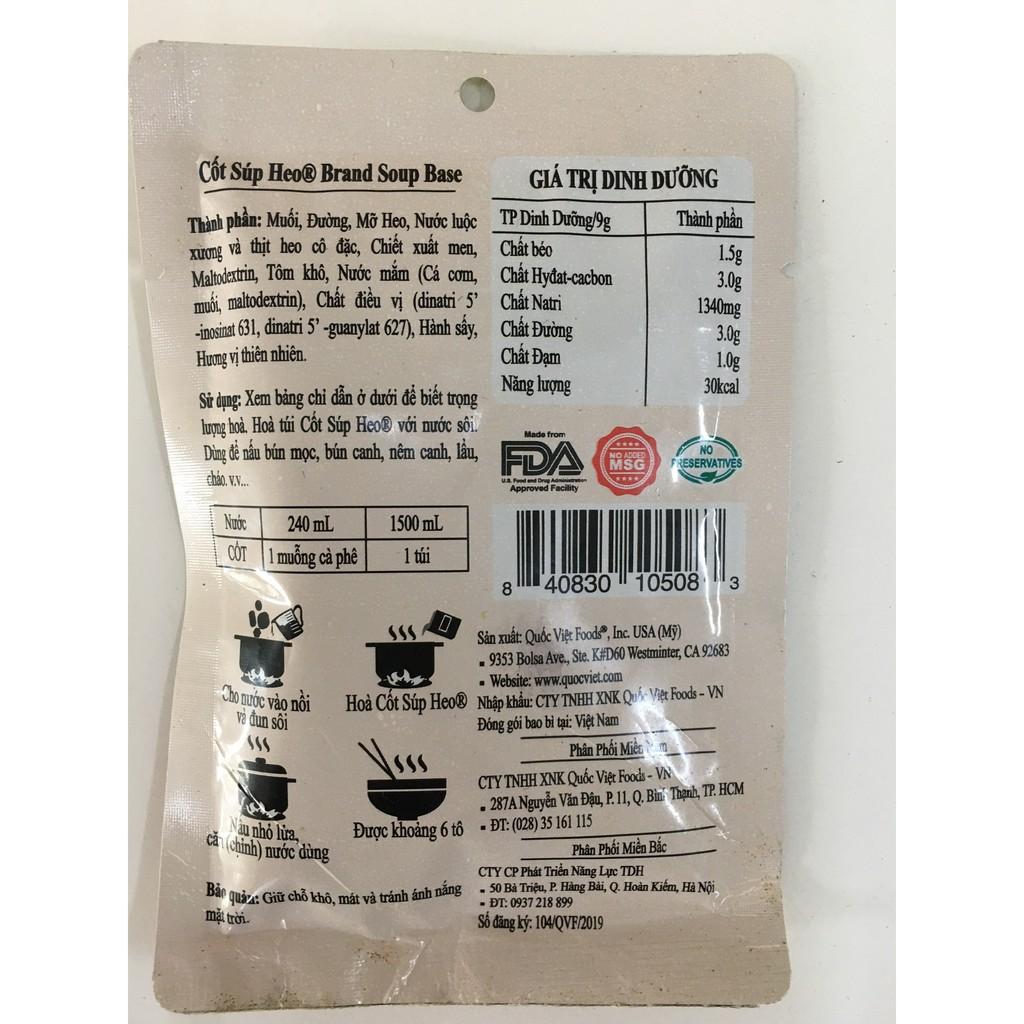 Cốt Súp Heo® Brand Soup Base
Thành phần: Muối, Đường, Mỡ Heo, Nước luộc
xương và thịt heo cô đặc, Chiết xuất men,
Maltodextrin, Tôm khô, Nước mắm (Cá cơm,
muối, maltodextrin), Chất điều vị (dinatri 5'
-inosinat 631, dinatri 5' -guanylat 627), Hành sấy,
Hương vị thiên nhiên.
Sử dụng: Xem bảng chỉ dẫn ở dưới để biết trọng
lượng hoà. Hoà túi Cốt Súp Heo® với nước sôi.
Dùng để nấu bún mọc, bún canh, nêm canh, lầu,
cháo. v.v...
Nước 240 mL 1500 mL
CỐT 1 muỗng cà phê 1 túi
Cho nước vào nồi
và đun sôi
Hoà Cốt Súp Heo®
Nấu nhỏ lửa,
căn (chỉnh) nước dùng
Được khoảng 6 tô
Bảo quản: Giữ chỗ khô, mát và tránh ánh nắng
mặt trời.
GIÁ TRỊ DINH DƯỠNG
TP Dinh Dưỡng/9g Thành phần
Chất béo 1.5g
Chất Hyđat-cacbon 3.0g
Chất Natri 1340mg
Chất Đường 3.0g
Chất Đạm 1.0g
Năng lượng 30kcal
Made from
FDA
U.S. Food and Drug Administration
Approved Facility
NO ADDED
MSG
NO
PRESERVATIVES
8 40830 10508 3
Sản xuất: Quốc Việt Foods®, Inc. USA (Mỹ)
▪ 9353 Bolsa Ave., Ste. K#D60 Westminter, CA 92683
▪ Website: www.quocviet.com
Nhập khẩu: CTY TNHH XNK Quốc Việt Foods - VN
Đóng gói bao bì tại: Việt Nam
Phân Phối Miền Nam
CTY TNHH XNK Quốc Việt Foods - VN
▪ 287A Nguyễn Văn Đậu, P. 11, Q. Bình Thạnh, TP. HCM
▪ ĐT: (028) 35 161 115
Phân Phối Miền Bắc
CTY CP Phát Triển Năng Lực TDH
▪ 50 Bà Triệu, P. Hàng Bài, Q. Hoàn Kiếm, Hà Nội
▪ ĐT: 0937 218 899
Số đăng ký: 104/QVF/2019